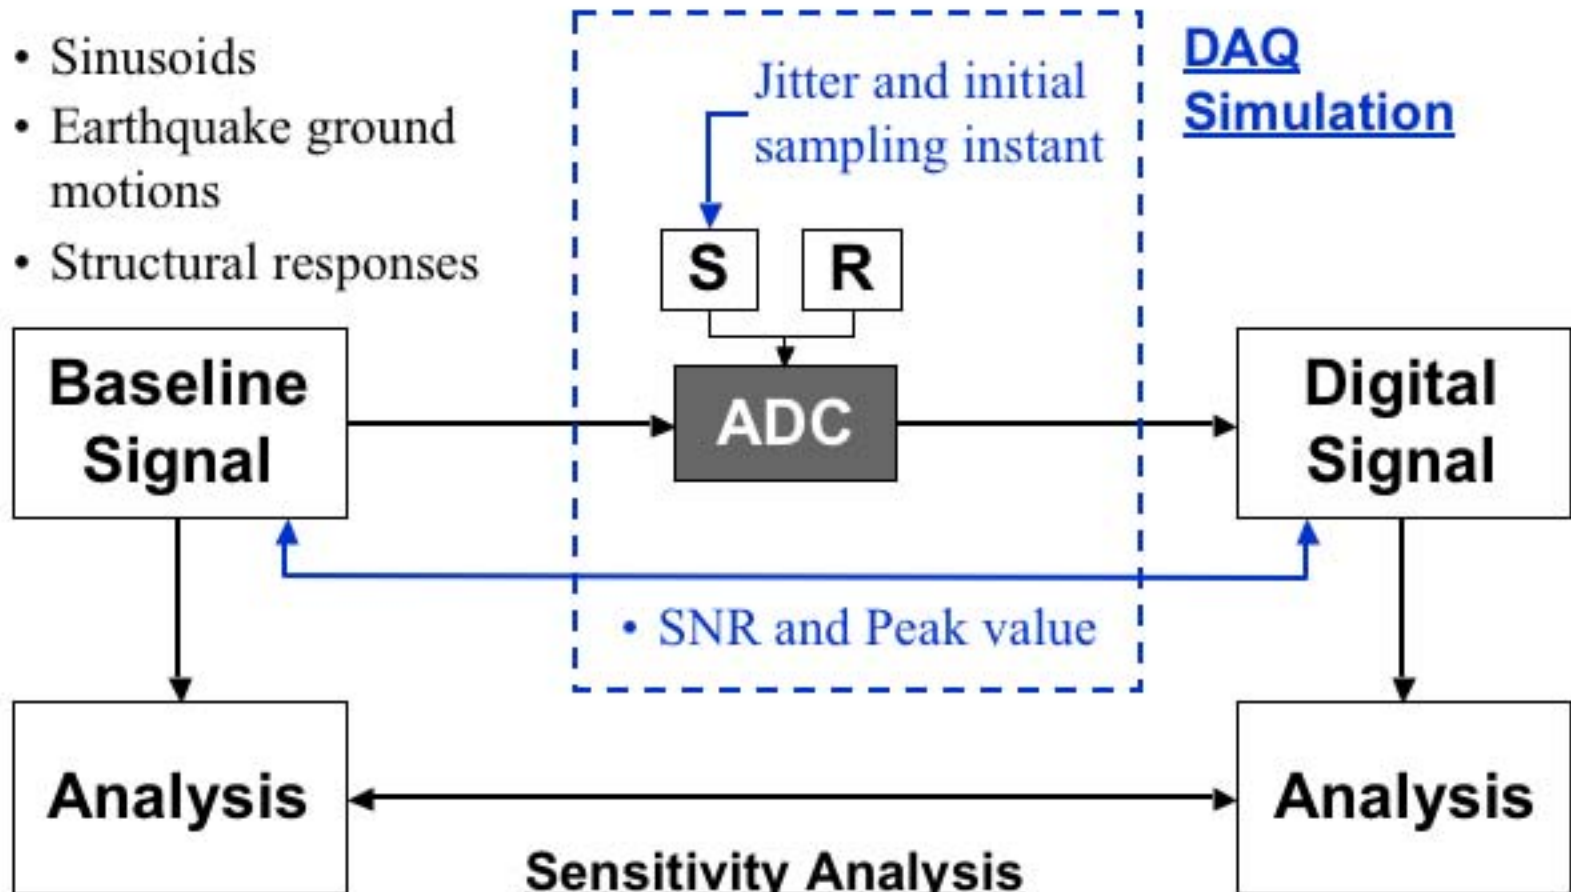 • Sinusoids
• Earthquake ground
motions
• Structural responses
Jitter and initial
sampling instant
DAQ
Simulation
S
R
Baseline
Signal
ADC
Digital
Signal
• SNR and Peak value
Analysis
Analysis
Sensitivity Analysis